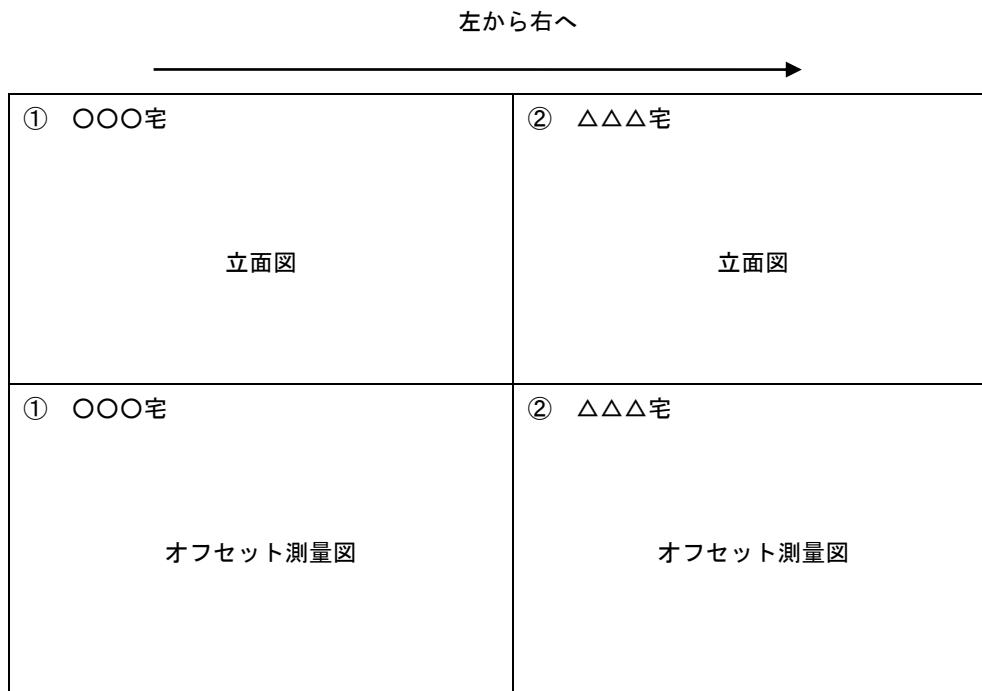 左から右へ
① 〇〇〇宅
② △△△宅
立面図
立面図
① 〇〇〇宅
② △△△宅
オフセット測量図
オフセット測量図